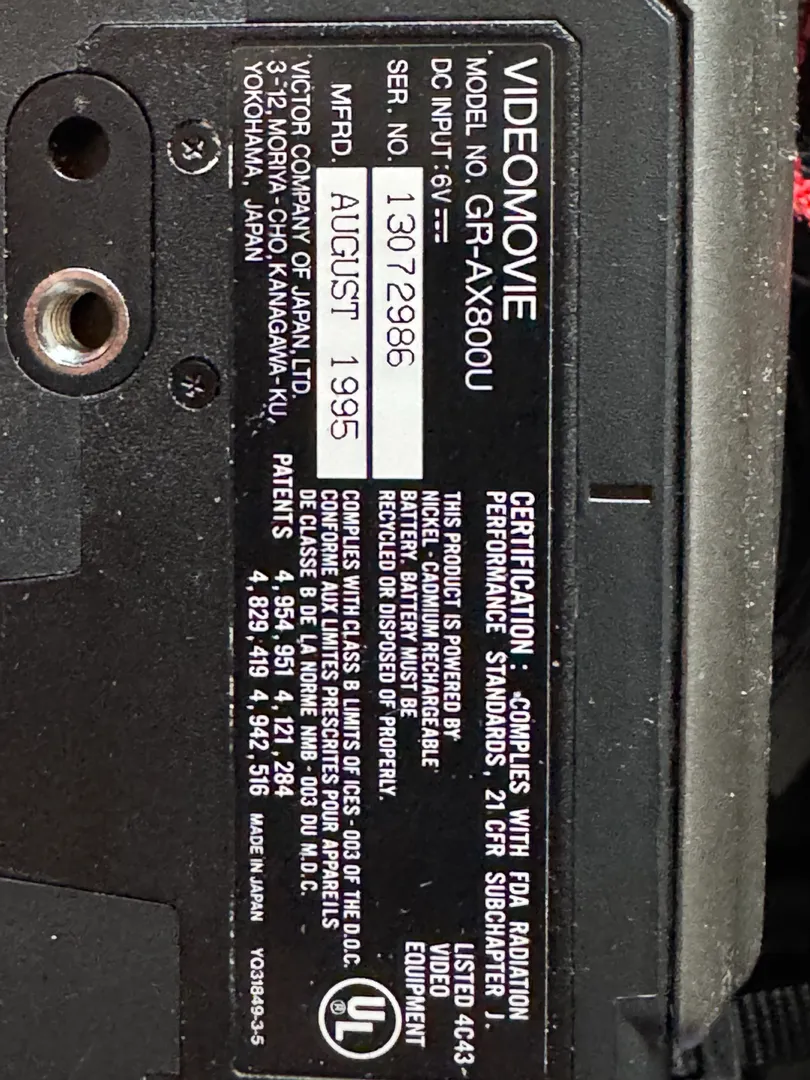 VIDEOMOVIE
MODEL NO. GR-AX800U
DC INPUT: 6V
SER. NO. 13072986
MFRD. AUGUST 1995
VICTOR COMPANY OF JAPAN, LTD.
3-12, MORIYA-CHO, KANAGAWA-KU,
YOKOHAMA, JAPAN
CERTIFICATION: COMPLIES WITH FDA RADIATION
PERFORMANCE STANDARDS, 21 CFR SUBCHAPTER J.
THIS PRODUCT IS POWERED BY
NICKEL-CADMIUM RECHARGEABLE
BATTERY. BATTERY MUST BE
RECYCLED OR DISPOSED OF PROPERLY.
LISTED 4C43
VIDEO
EQUIPMENT
UL
®
COMPLIES WITH CLASS B LIMITS OF ICES-003 OF THE D.O.C.
CONFORME AUX LIMITES PRESCRITES POUR APPAREILS
DE CLASSE B DE LA NORME NMB-003 DU M.D.C.
PATENTS 4,954,951 4,121,284
4,829,419 4,942,516 MADE IN JAPAN YQ31849-3-5